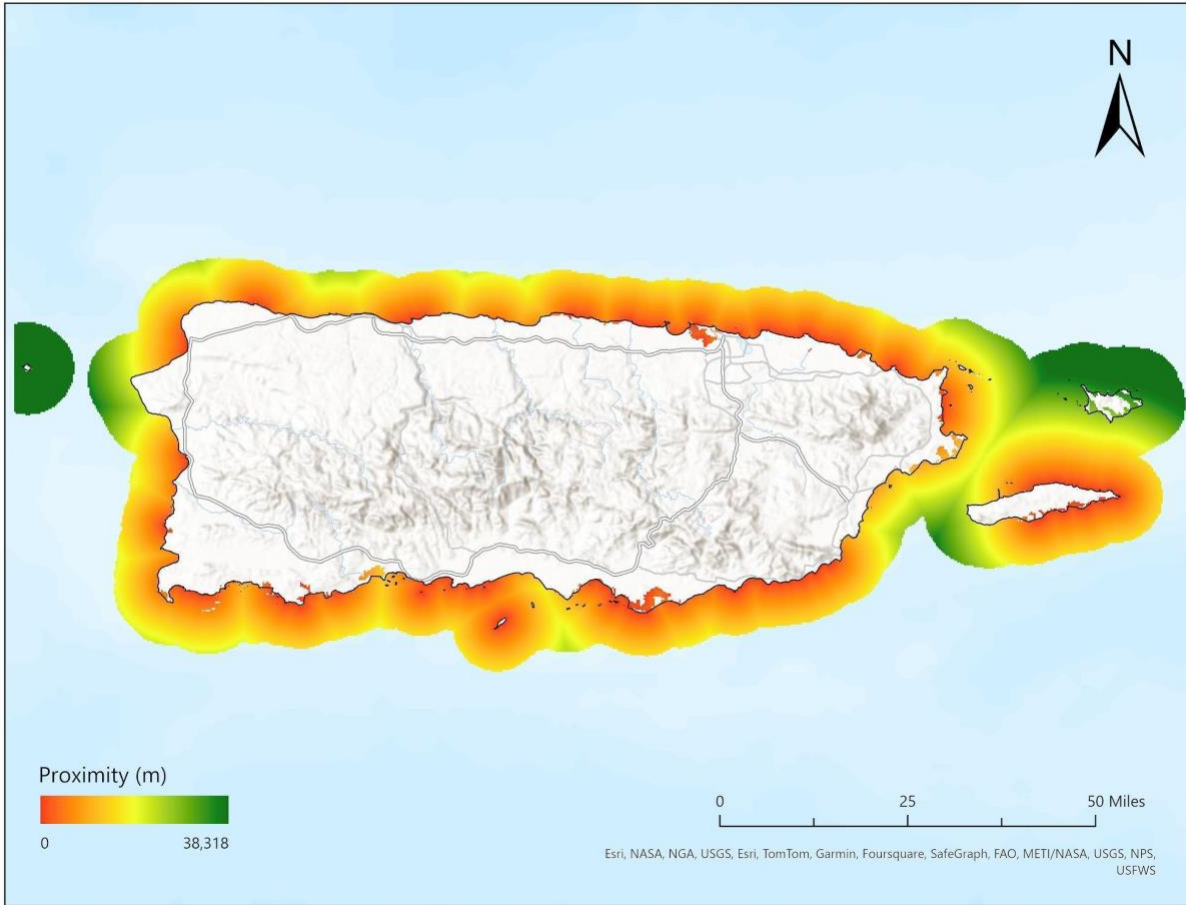 N
Proximity (m)
0
38,318
0
25
50 Miles
Esri, NASA, NGA, USGS, Esri, TomTom, Garmin, Foursquare, SafeGraph, FAO, METI/NASA, USGS, NPS,
USFWS